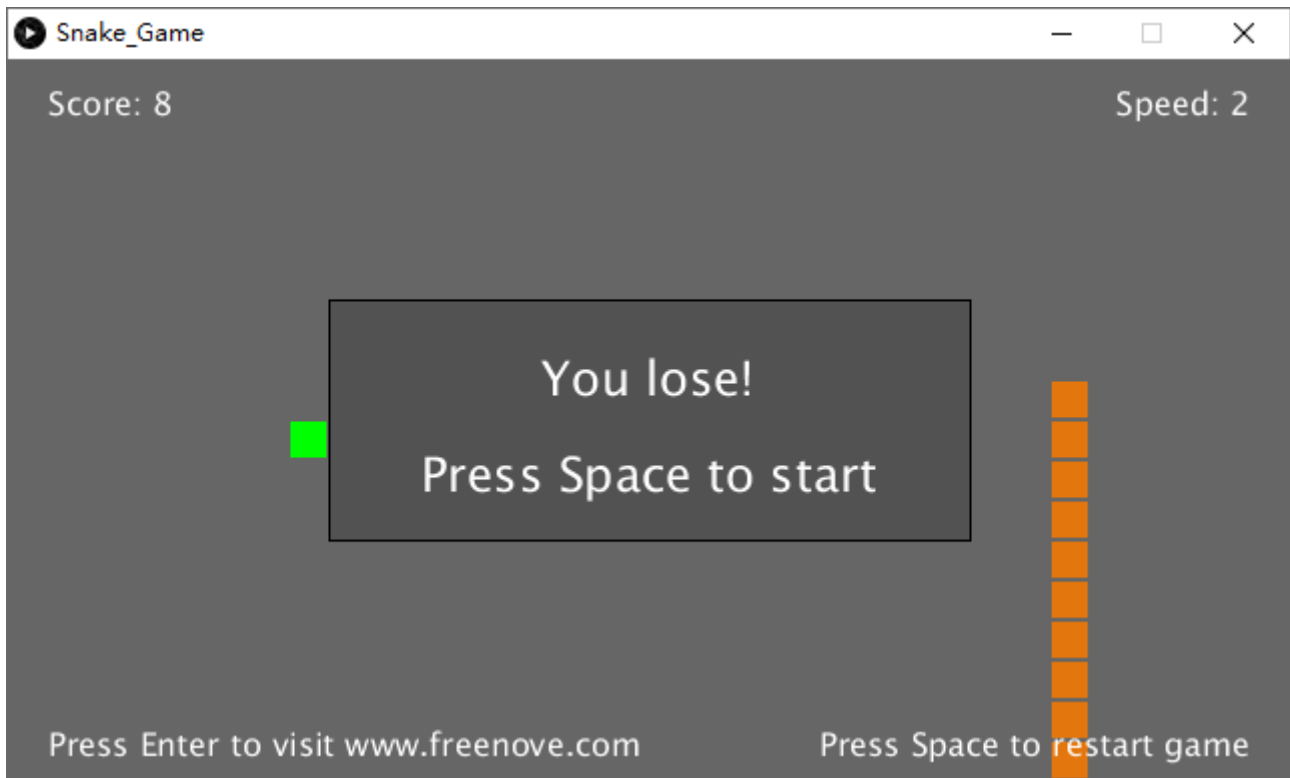 Snake_Game
Score: 8
Speed: 2
You lose!
Press Space to start
Press Enter to visit www.freenove.com
Press Space to restart game